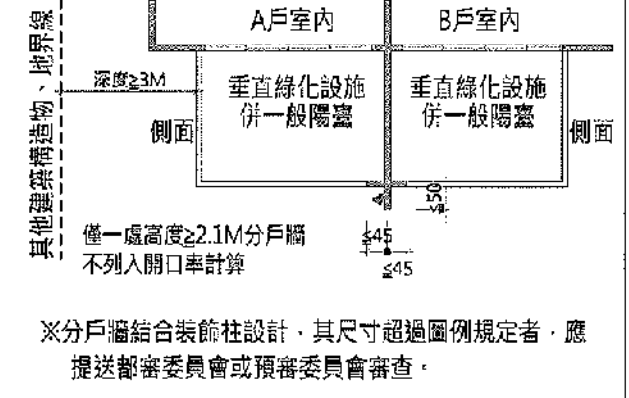 A戶室內
B戶室內
其他建築構造物、地界線
深度≧3M
垂直綠化設施
併一般陽臺
垂直綠化設施
併一般陽臺
側面
側面
≦50
僅一處高度≧2.1M分戶牆
不列入開口率計算
≦45
≦45
※分戶牆結合裝飾柱設計，其尺寸超過圖例規定者，應
提送都審委員會或預審委員會審查。